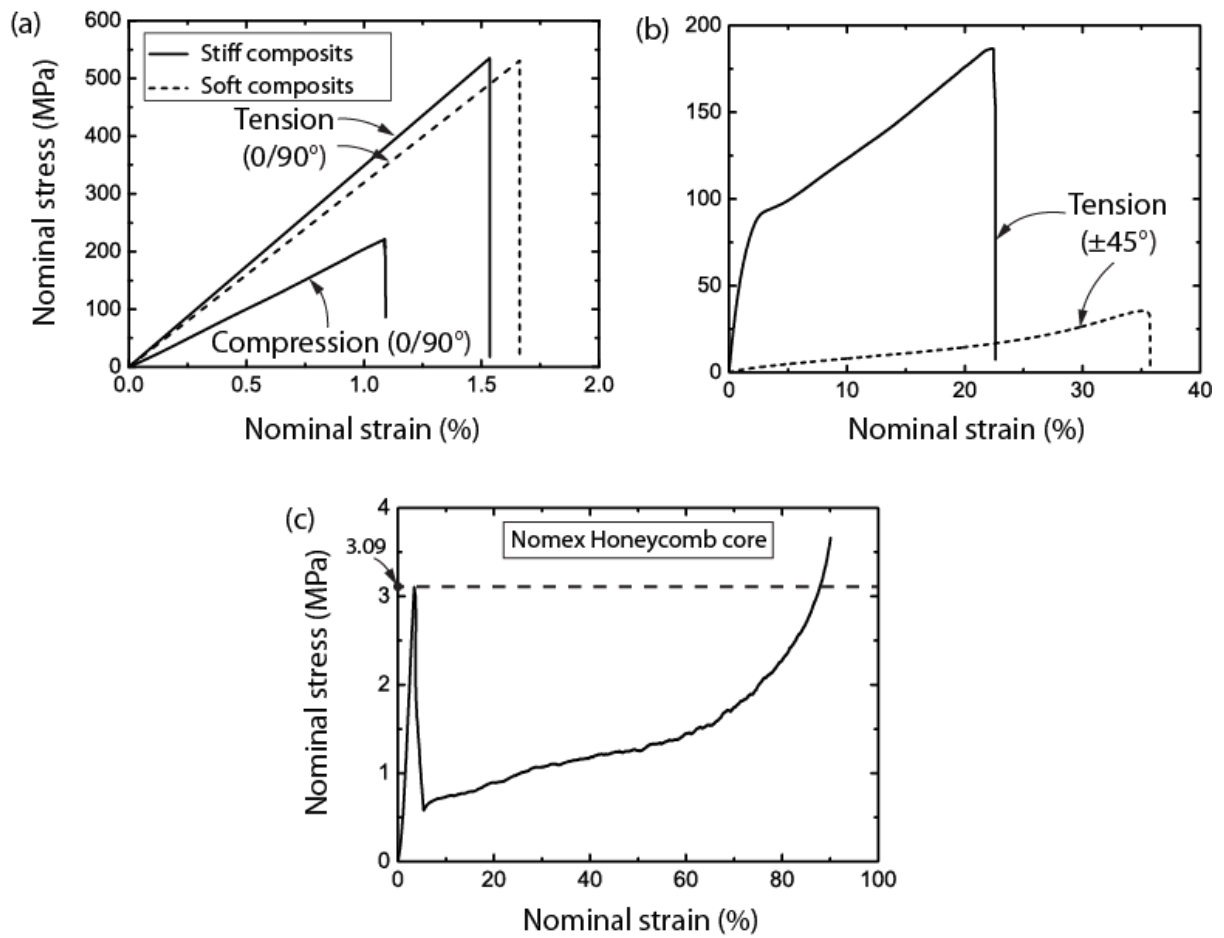 (a)
600
500
400
300
200
100
0
Nominal stress (MPa)
Stiff composits
Soft composits
Tension
(0/90°)
Compression (0/90°)
0.0 0.5 1.0 1.5 2.0
Nominal strain (%)
(b)
200
150
100
50
0
Nominal stress (MPa)
Tension
(±45°)
0 10 20 30 40
Nominal strain (%)
(c)
4
3.09
3
2
1
0
Nominal stress (MPa)
Nomex Honeycomb core
0 20 40 60 80 100
Nominal strain (%)